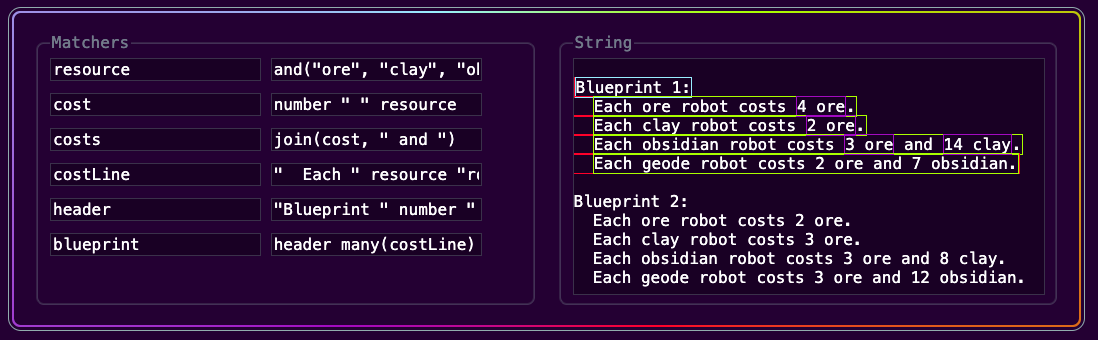 Matchers
resource and("ore", "clay", "ol
cost number " " resource
costs join(cost, " and ")
costLine "  Each " resource "r
header "Blueprint " number "
blueprint header many(costLine)
String
Blueprint 1:
  Each ore robot costs 4 ore.
  Each clay robot costs 2 ore.
  Each obsidian robot costs 3 ore and 14 clay.
  Each geode robot costs 2 ore and 7 obsidian.
Blueprint 2:
  Each ore robot costs 2 ore.
  Each clay robot costs 3 ore.
  Each obsidian robot costs 3 ore and 8 clay.
  Each geode robot costs 3 ore and 12 obsidian.